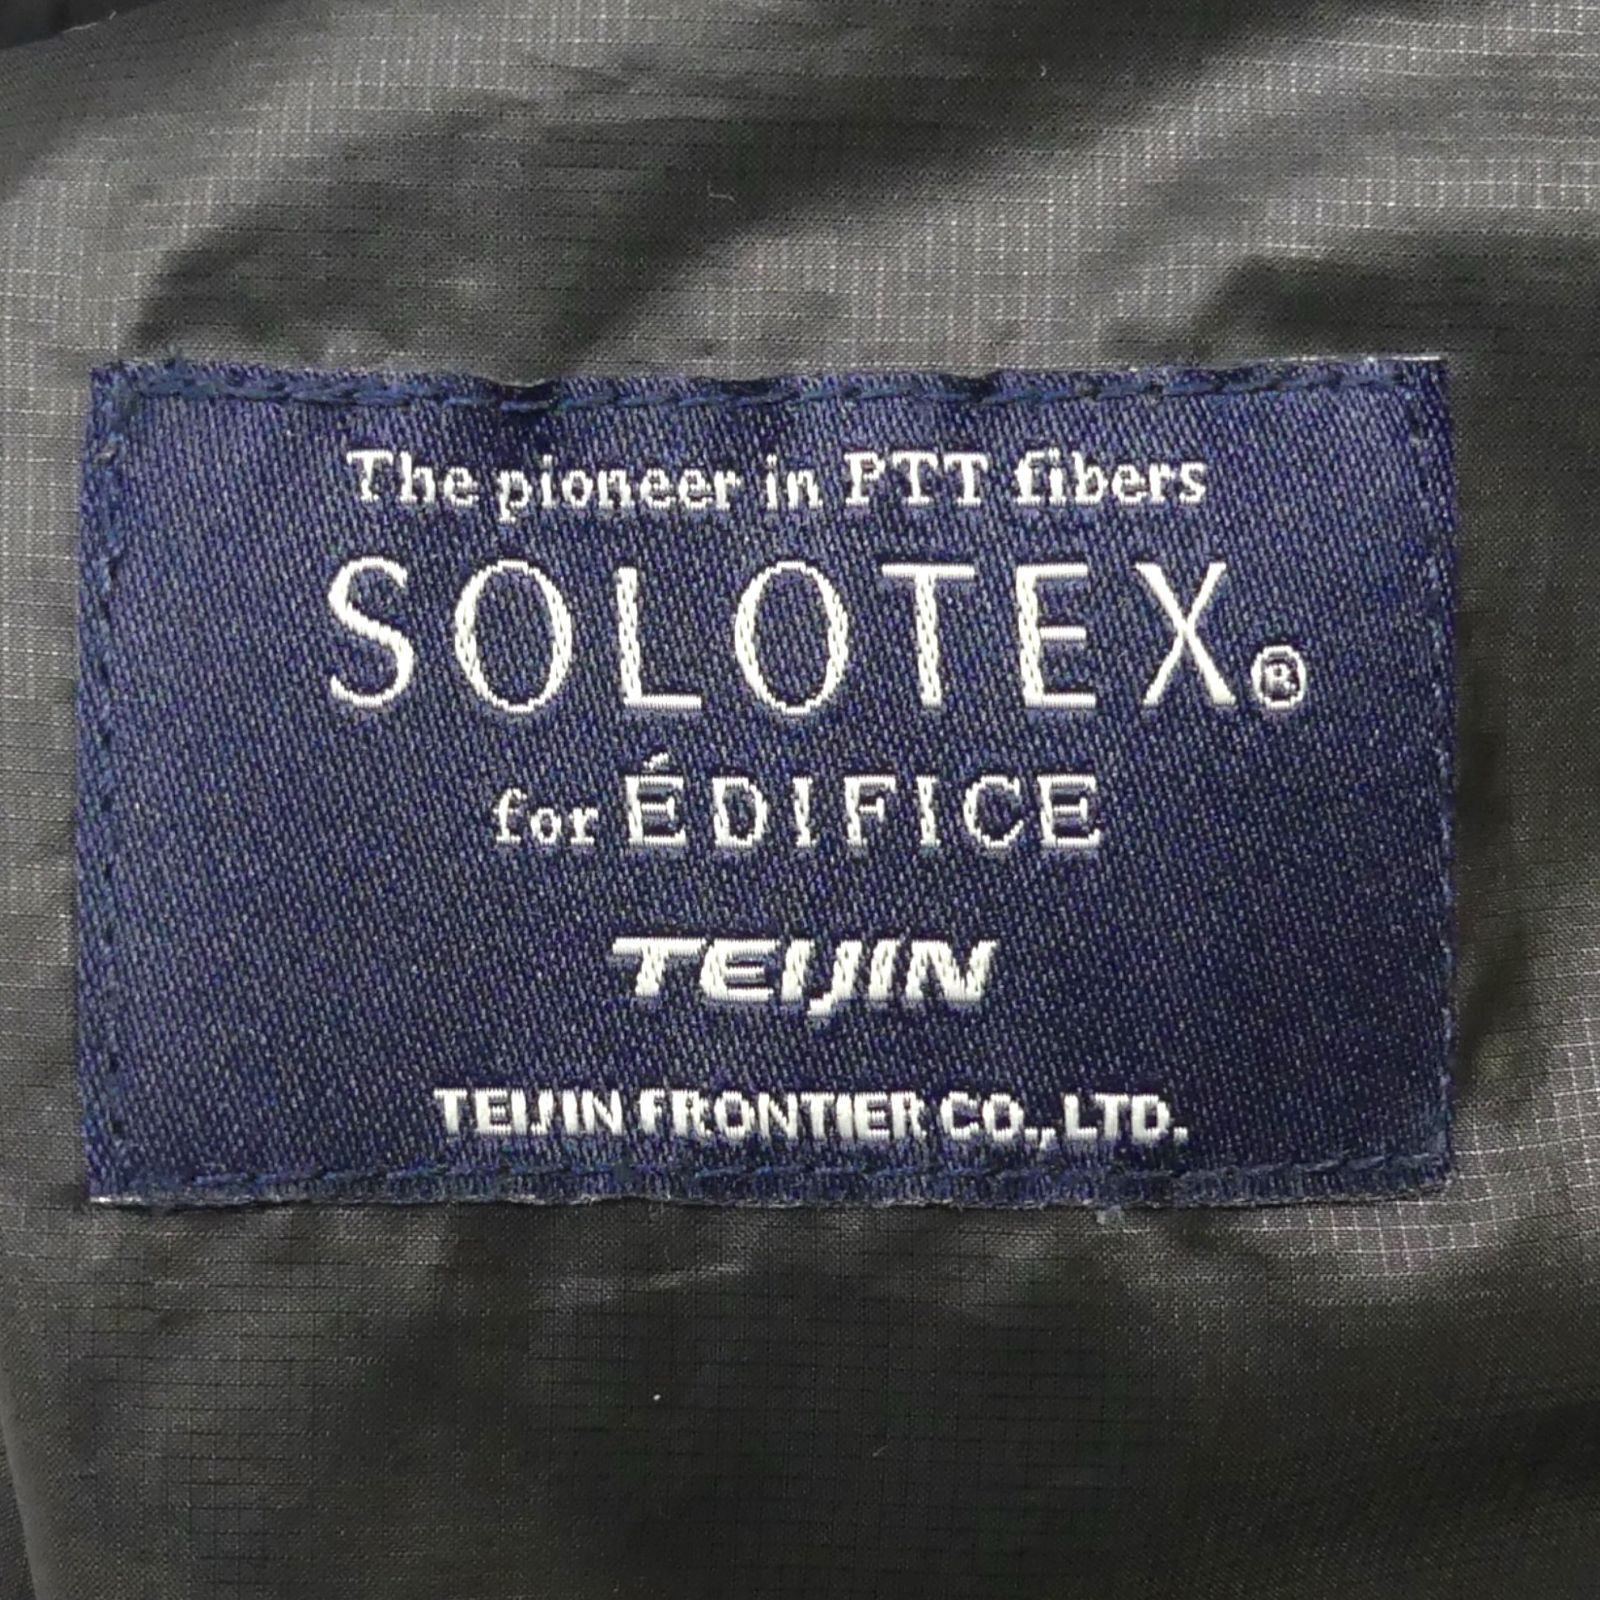 The pioneer in PTT fibers
SOLOTEX®
for ÉDIFICE
TEIJIN
TEIJIN FRONTIER CO., LTD.